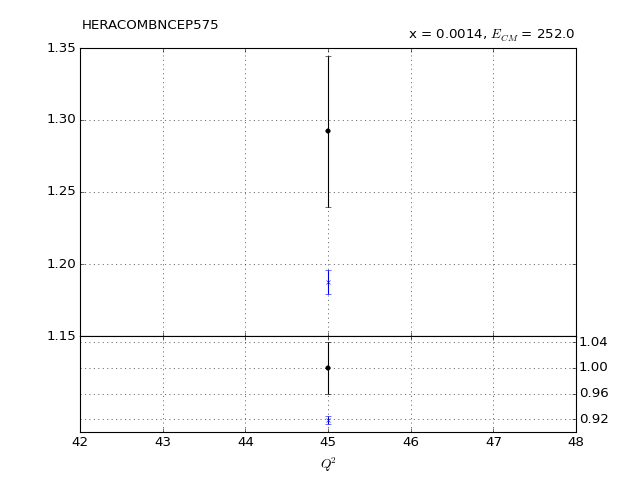 HERACOMBNCEP575
x = 0.0014, E_CM = 252.0
1.35
1.30
1.25
1.20
1.15
1.04
1.00
0.96
0.92
42 43 44 45 46 47 48
Q²